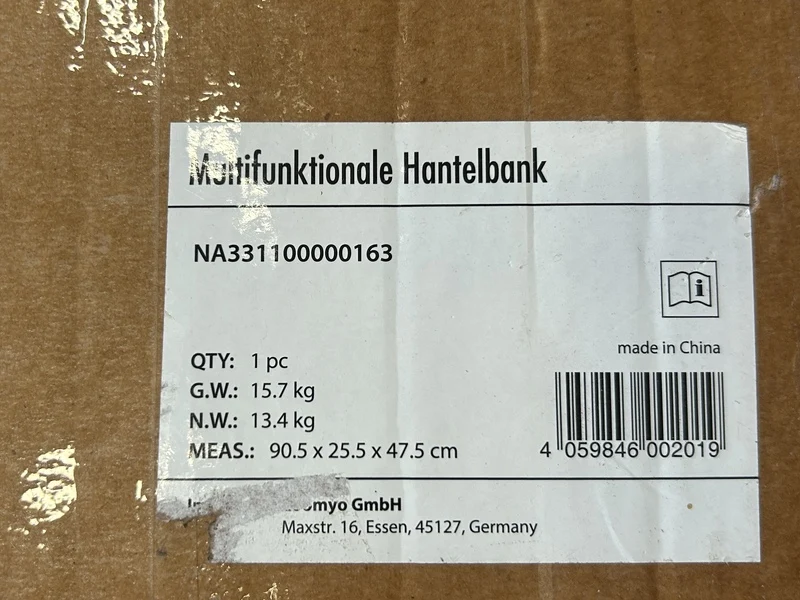 Multifunktionale Hantelbank
NA331100000163
made in China
QTY: 1 pc
G.W.: 15.7 kg
N.W.: 13.4 kg
MEAS.: 90.5 x 25.5 x 47.5 cm
4 059846 002019
GmbH
Maxstr. 16, Essen, 45127, Germany